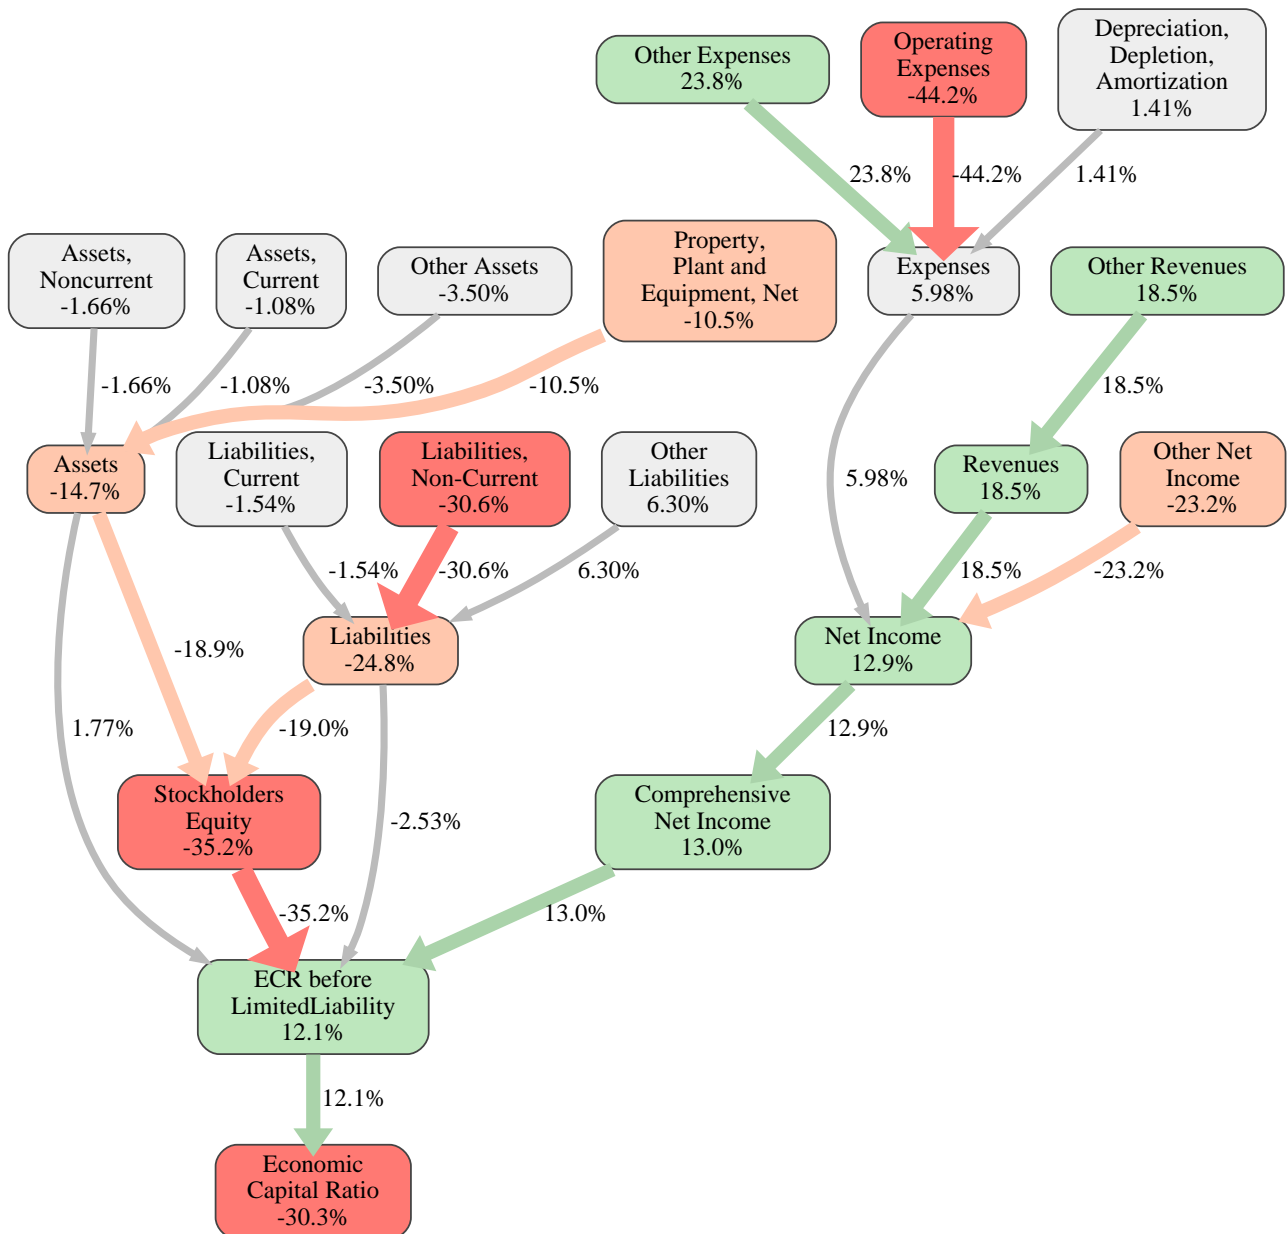 Other Expenses
23.8%
Operating
Expenses
-44.2%
Depreciation,
Depletion,
Amortization
1.41%
23.8%
-44.2%
1.41%
Assets,
Noncurrent
-1.66%
Assets,
Current
-1.08%
Other Assets
-3.50%
Property,
Plant and
Equipment, Net
-10.5%
Expenses
5.98%
Other Revenues
18.5%
-1.66%
-1.08%
-3.50%
-10.5%
18.5%
Assets
-14.7%
Liabilities,
Current
-1.54%
Liabilities,
Non-Current
-30.6%
Other
Liabilities
6.30%
5.98%
Revenues
18.5%
Other Net
Income
-23.2%
-1.54%
-30.6%
6.30%
18.5%
-23.2%
-18.9%
Liabilities
-24.8%
Net Income
12.9%
1.77%
-19.0%
12.9%
Stockholders
Equity
-35.2%
-2.53%
Comprehensive
Net Income
13.0%
-35.2%
13.0%
ECR before
LimitedLiability
12.1%
12.1%
Economic
Capital Ratio
-30.3%